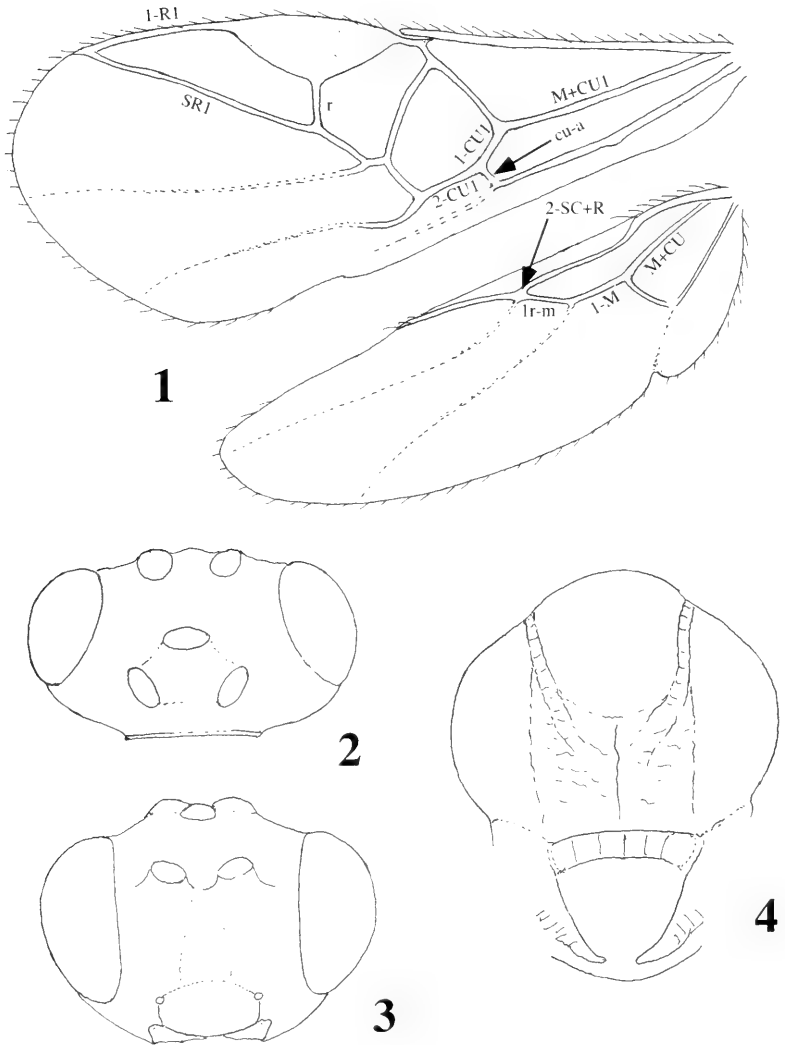 1-R1
SR1
r
M+CU1
1-CU1
cu-a
2-CU1
2-SC+R
M+CU
1r-m
1-M
1
2
3
4